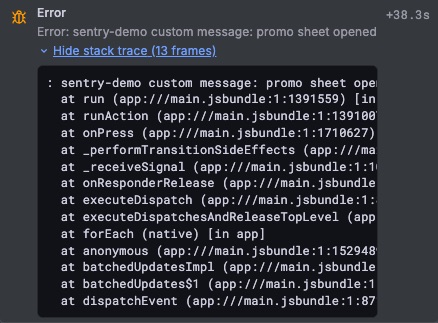 Error
+38.3s
Error: sentry-demo custom message: promo sheet opened
Hide stack trace (13 frames)
: sentry-demo custom message: promo sheet ope
at run (app:///main.jsbundle:1:1391559) [in
at runAction (app:///main.jsbundle:1:139100
at onPress (app:///main.jsbundle:1:1710627)
at _performTransitionSideEffects (app:///ma
at _receiveSignal (app:///main.jsbundle:1:1
at onResponderRelease (app:///main.jsbundle
at executeDispatch (app:///main.jsbundle:1:
at executeDispatchesAndReleaseTopLevel (app
at forEach (native) [in app]
at anonymous (app:///main.jsbundle:1:152948
at batchedUpdatesImpl (app:///main.jsbundle
at batchedUpdates$1 (app:///main.jsbundle:1
at dispatchEvent (app:///main.jsbundle:1:87